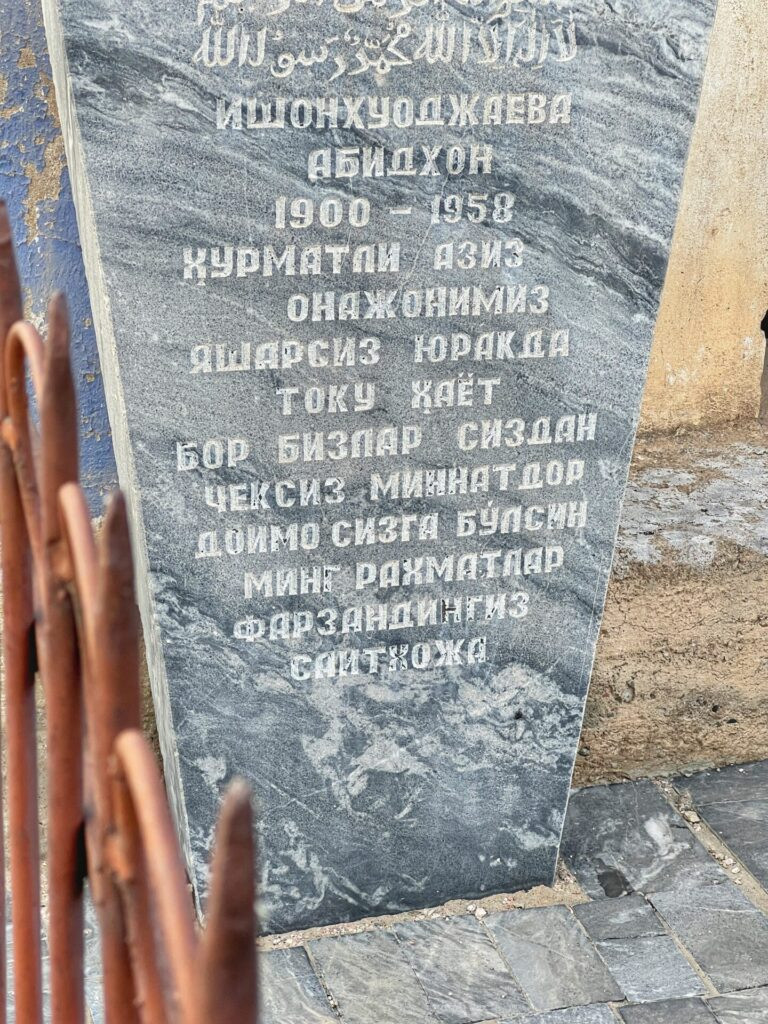 لا اله الا الله محمد رسول الله
ИШОНХУОДЖАЕВА
АБИДХОН
1900 – 1958
ҲУРМАТЛИ АЗИЗ
ОНАЖОНИМИЗ
ЯШАРСИЗ ЮРАКДА
ТОКУ ҲАЁТ
БОР БИЗЛАР СИЗДАН
ЧЕКСИЗ МИННАТДОР
ДОИМО СИЗГА БЎЛСИН
МИНГ РАХМАТЛАР
ФАРЗАНДИНГИЗ
САИТХОЖА